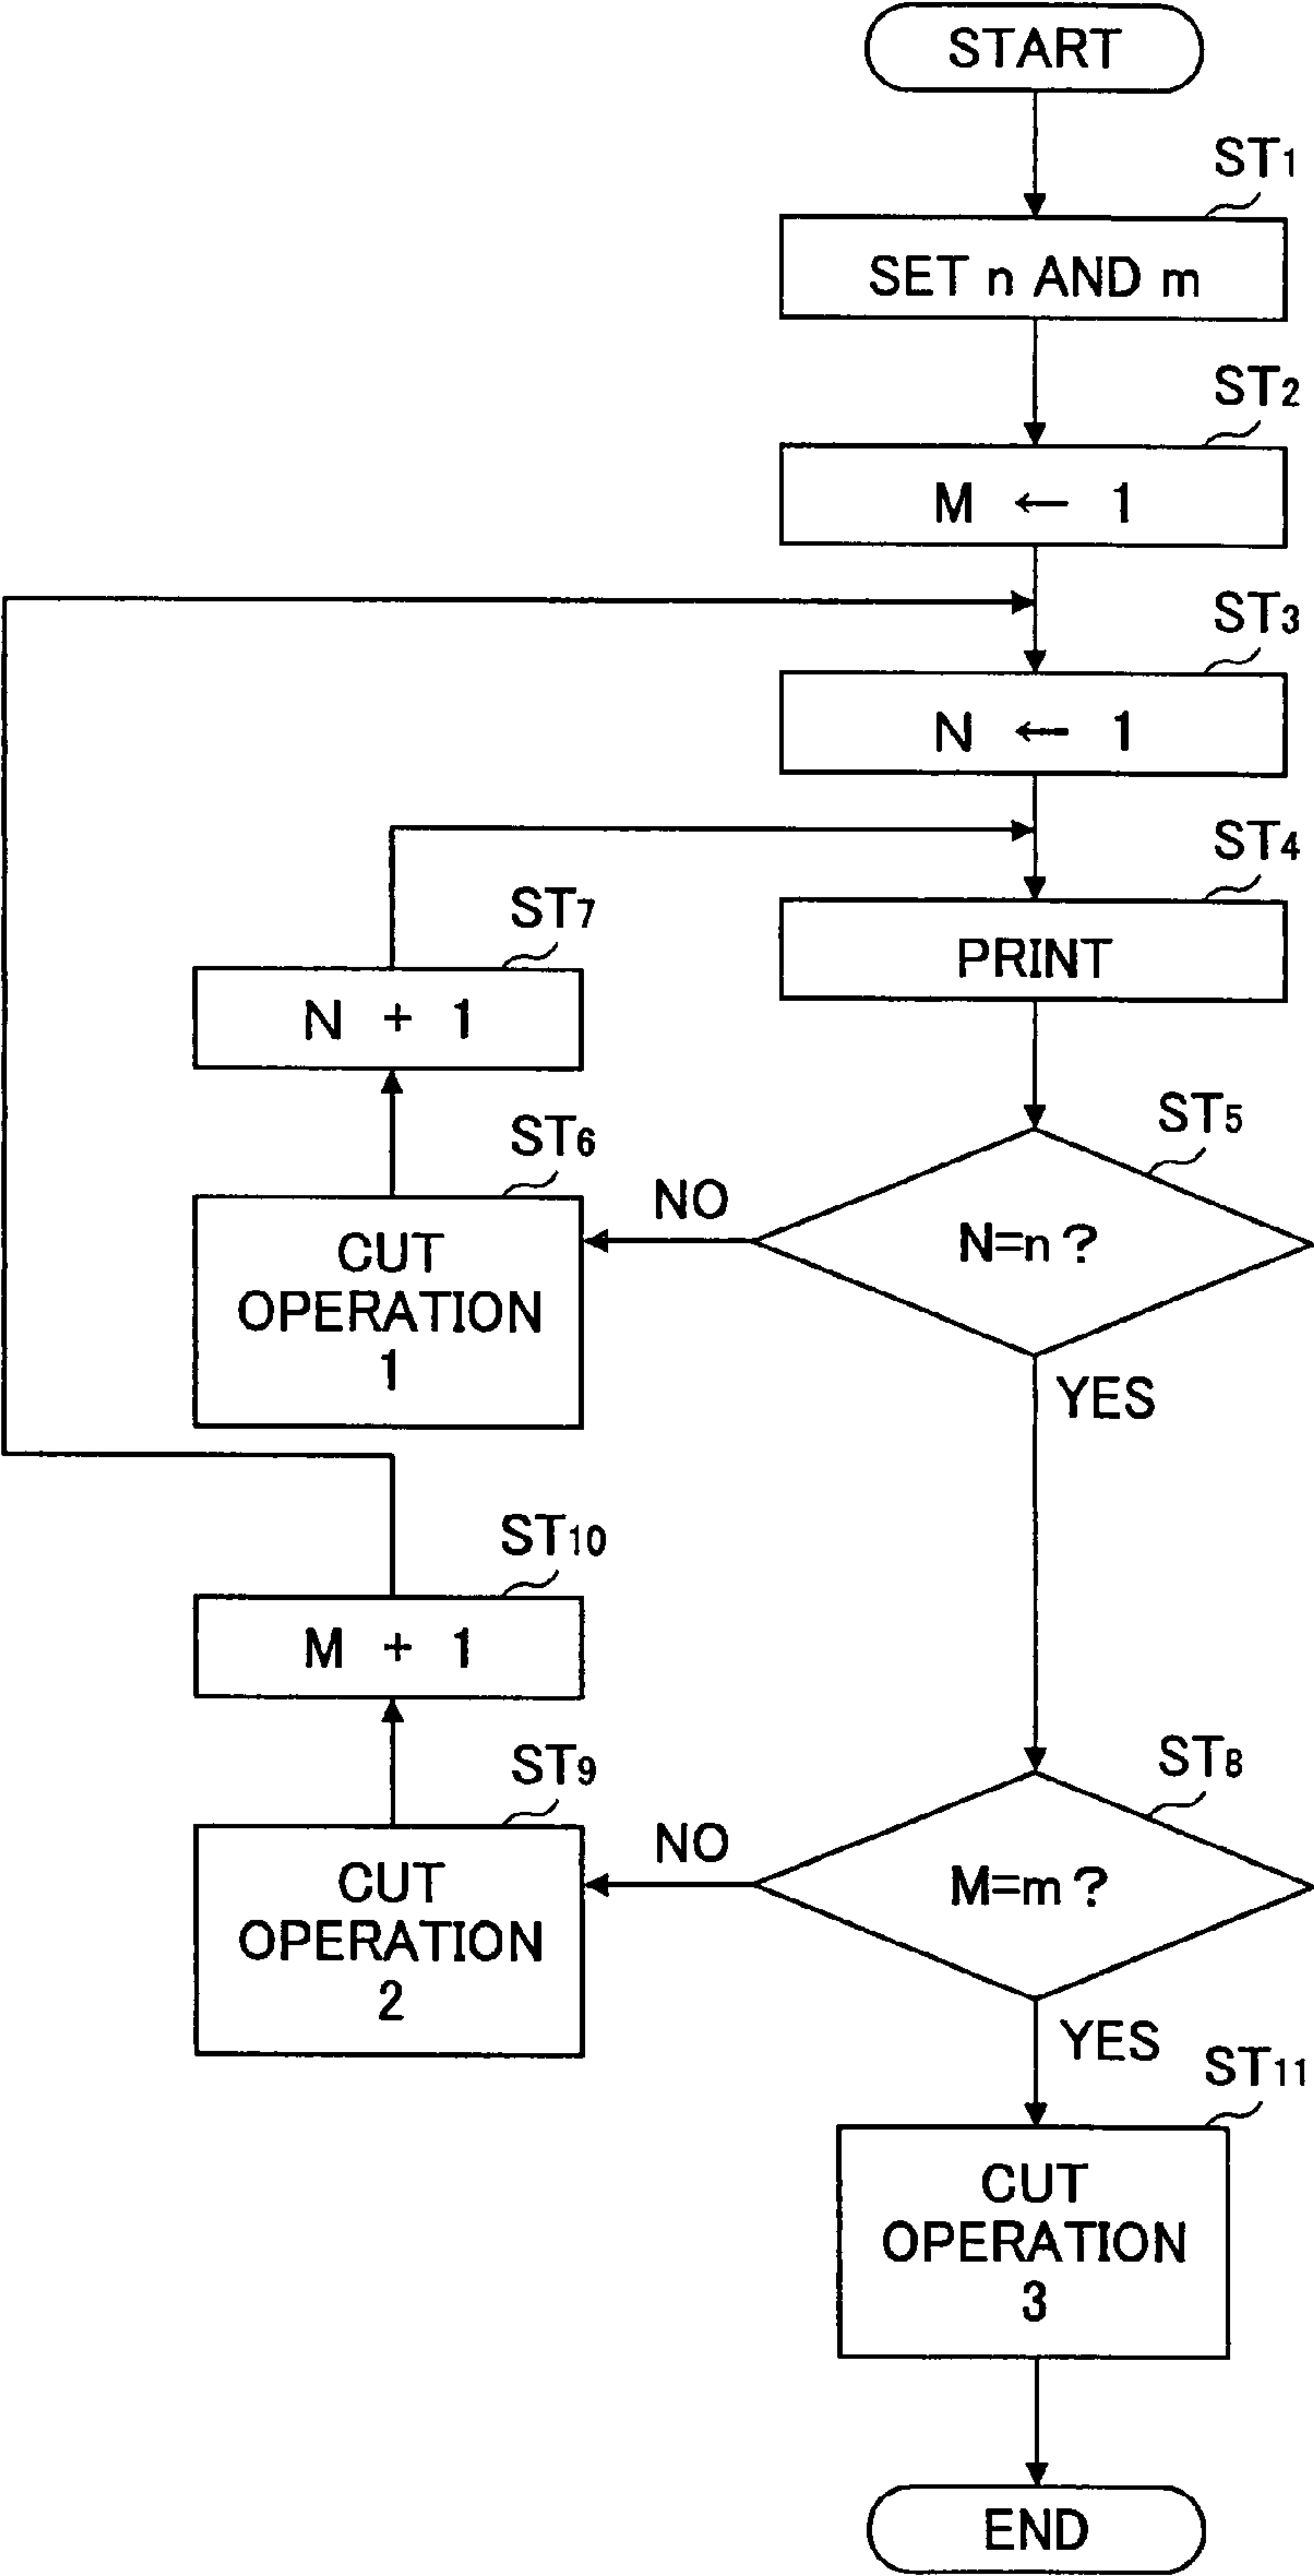 START
ST1
SET n AND m
ST2
M ← 1
ST3
N ← 1
ST4
PRINT
ST7
N + 1
ST5
N=n?
NO
YES
ST6
CUT
OPERATION
1
ST10
M + 1
ST8
M=m?
NO
YES
ST9
CUT
OPERATION
2
ST11
CUT
OPERATION
3
END